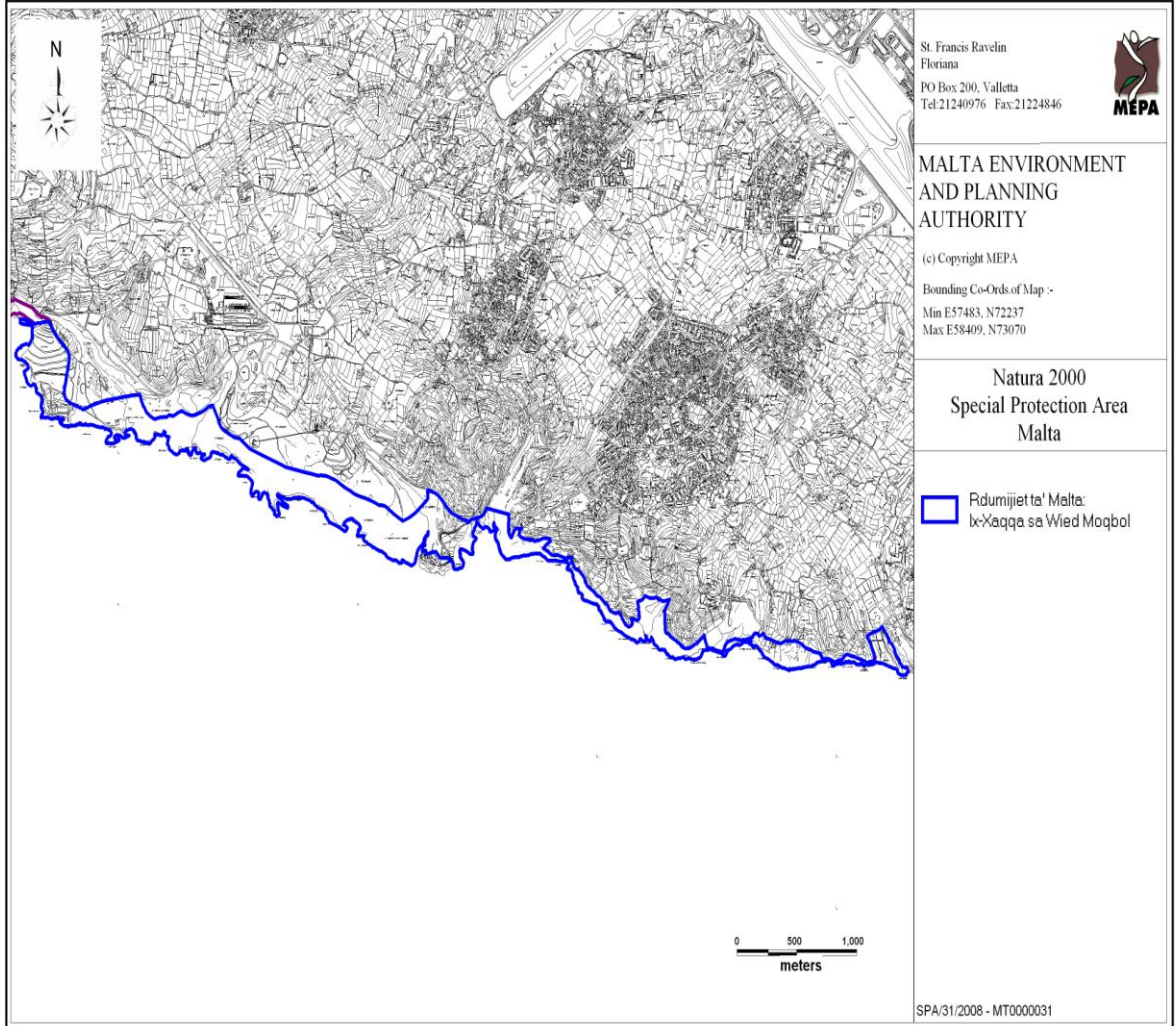 N
St. Francis Ravelin
Floriana
PO Box 200, Valletta
Tel:21240976 Fax:21224846
MEPA
MALTA ENVIRONMENT
AND PLANNING
AUTHORITY
(c) Copyright MEPA
Bounding Co-Ords.of Map :-
Min E57483, N72237
Max E58409, N73070
Natura 2000
Special Protection Area
Malta
Rdumijiet ta' Malta:
Ix-Xaqqa sa Wied Moqbol
0 500 1,000
meters
SPA/31/2008 - MT0000031